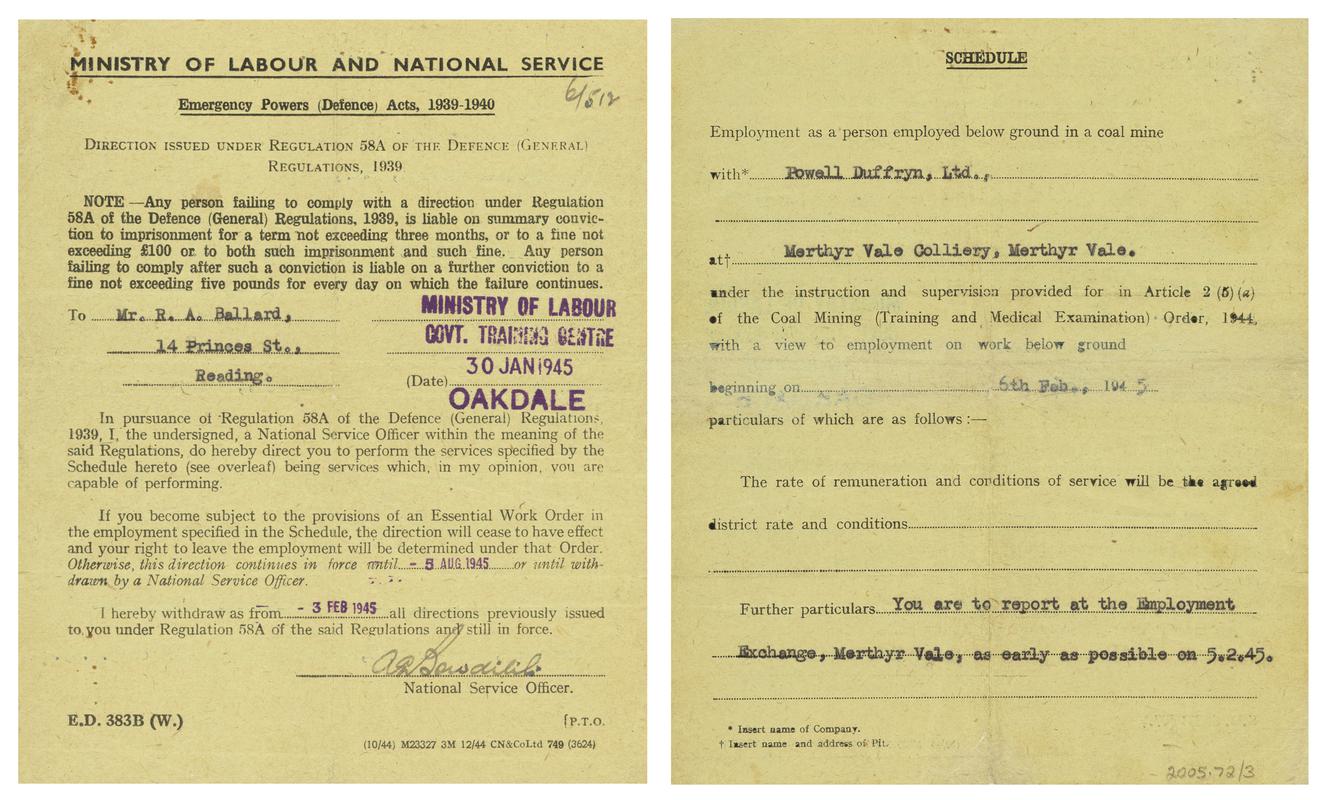 MINISTRY OF LABOUR AND NATIONAL SERVICE
6/512
Emergency Powers (Defence) Acts, 1939-1940
DIRECTION ISSUED UNDER REGULATION 58A OF THE DEFENCE (GENERAL)
REGULATIONS, 1939
NOTE —Any person failing to comply with a direction under Regulation
58A of the Defence (General) Regulations, 1939, is liable on summary convic-
tion to imprisonment for a term not exceeding three months, or to a fine not
exceeding £100 or to both such imprisonment and such fine. Any person
failing to comply after such a conviction is liable on a further conviction to a
fine not exceeding five pounds for every day on which the failure continues.
To Mr. R. A. Ballard,
14 Princes St.,
Reading.
MINISTRY OF LABOUR
GOVT. TRAINING CENTRE
(Date) 30 JAN 1945
OAKDALE
In pursuance of Regulation 58A of the Defence (General) Regulations,
1939, I, the undersigned, a National Service Officer within the meaning of the
said Regulations, do hereby direct you to perform the services specified by the
Schedule hereto (see overleaf) being services which, in my opinion, you are
capable of performing.
If you become subject to the provisions of an Essential Work Order in
the employment specified in the Schedule, the direction will cease to have effect
and your right to leave the employment will be determined under that Order.
Otherwise, this direction continues in force until - 5 AUG 1945 or until with-
drawn by a National Service Officer.
I hereby withdraw as from - 3 FEB 1945 all directions previously issued
to you under Regulation 58A of the said Regulations and still in force.
National Service Officer.
E.D. 383B (W.)
[P.T.O.
(10/44) M23327 3M 12/44 CN&CoLtd 749 (3624)
SCHEDULE
Employment as a person employed below ground in a coal mine
with* Powell Duffryn, Ltd.,
at† Merthyr Vale Colliery, Merthyr Vale.
under the instruction and supervision provided for in Article 2 (5) (a)
of the Coal Mining (Training and Medical Examination) Order, 1944,
with a view to employment on work below ground
beginning on 6th Feb., 194 5
particulars of which are as follows :—
The rate of remuneration and conditions of service will be the agreed
district rate and conditions
Further particulars You are to report at the Employment
Exchange, Merthyr Vale, as early as possible on 5.2.45.
* Insert name of Company.
† Insert name and address of Pit.
2005.72/3